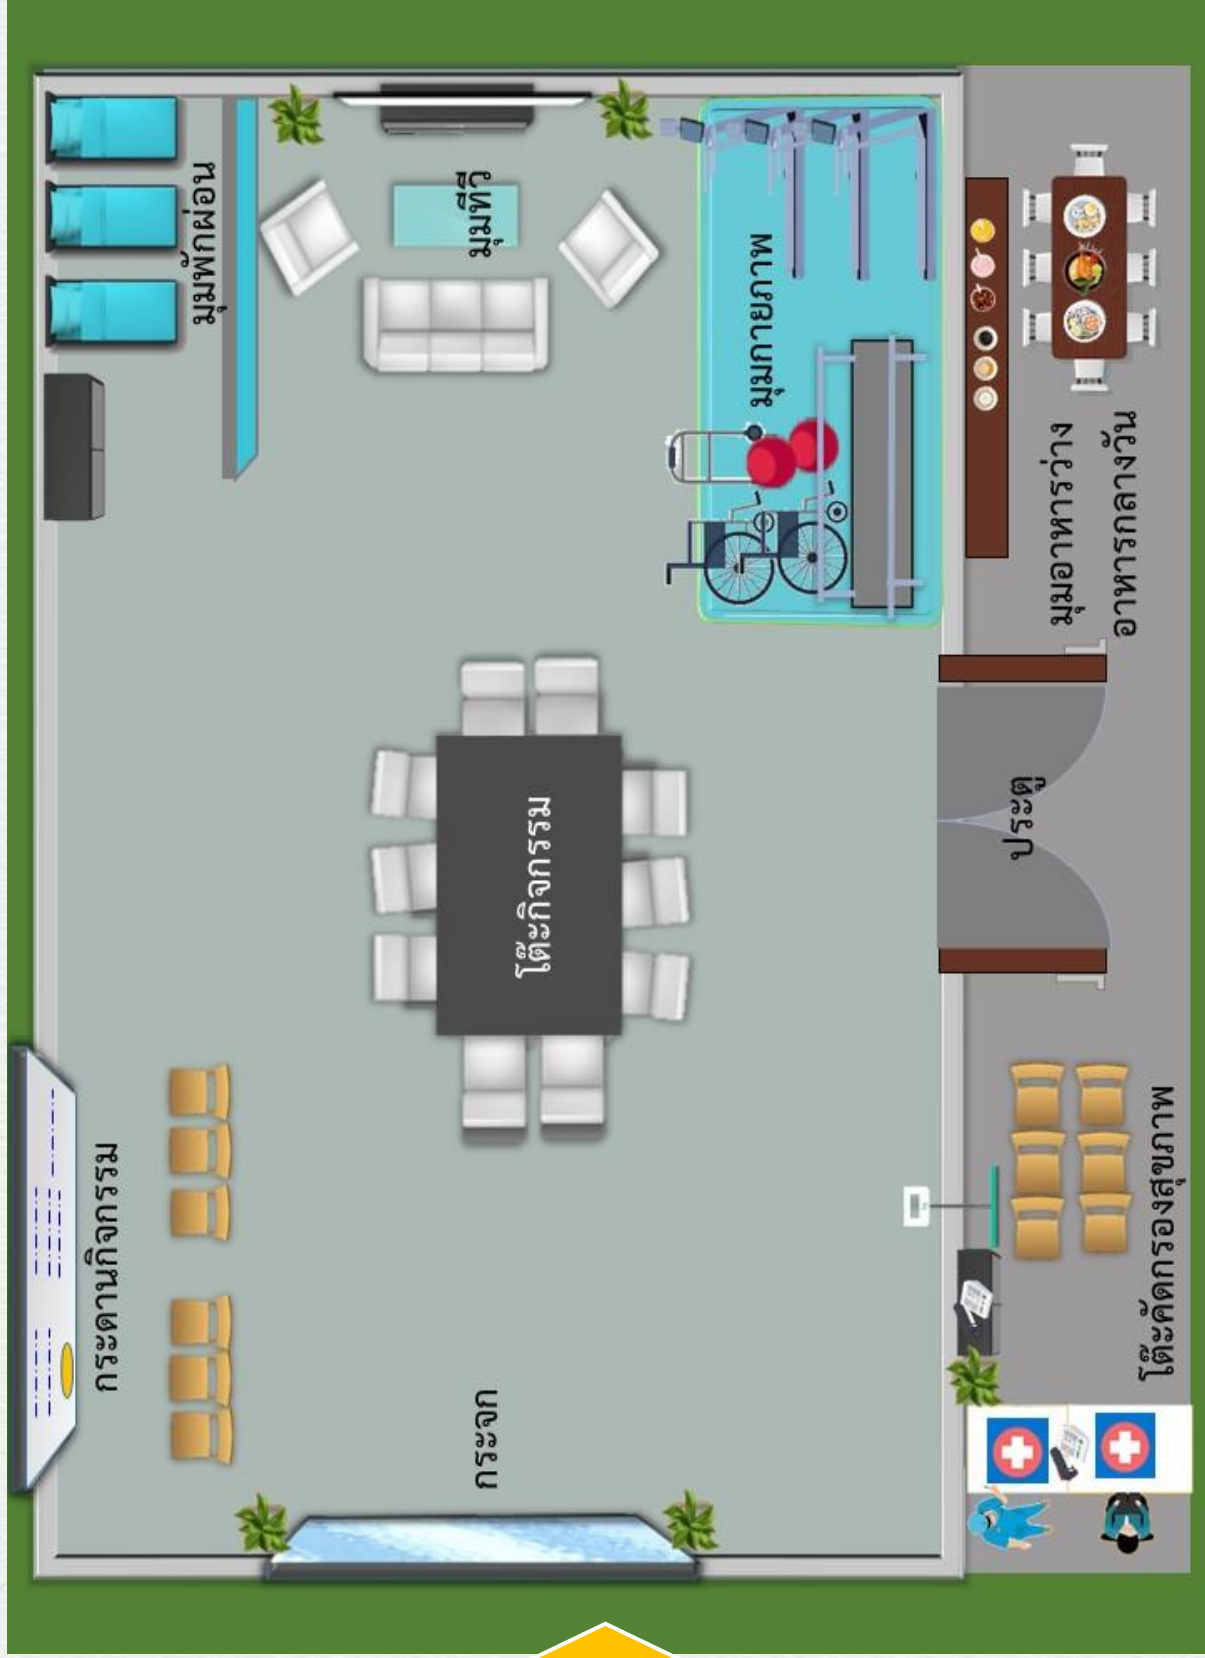 กระดานกิจกรรม
มุมพักผ่อน
มุมทีวี
กระจก
โต๊ะกิจกรรม
มุมกายภาพ
ประตู
มุมอาหารว่าง
อาหารกลางวัน
โต๊ะคัดกรองสุขภาพ